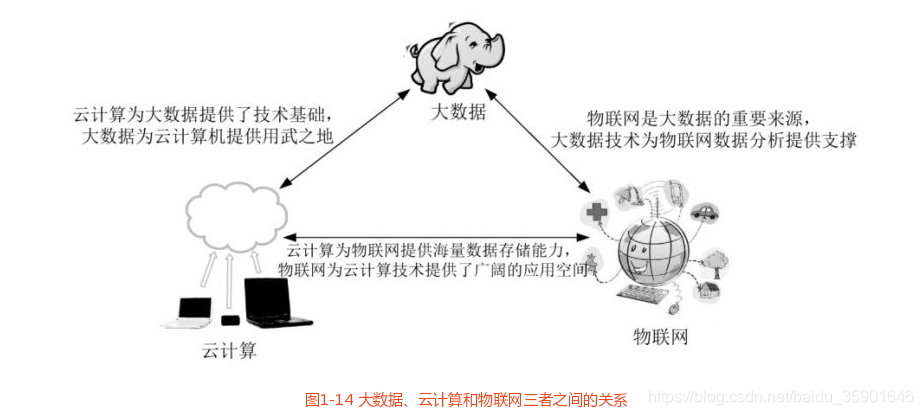 大数据
云计算为大数据提供了技术基础，
大数据为云计算机提供用武之地
物联网是大数据的重要来源，
大数据技术为物联网数据分析提供支撑
云计算为物联网提供海量数据存储能力，
物联网为云计算技术提供了广阔的应用空间
云计算
物联网
图1-14 大数据、云计算和物联网三者之间的关系
https://blog.csdn.net/baidu_35901646